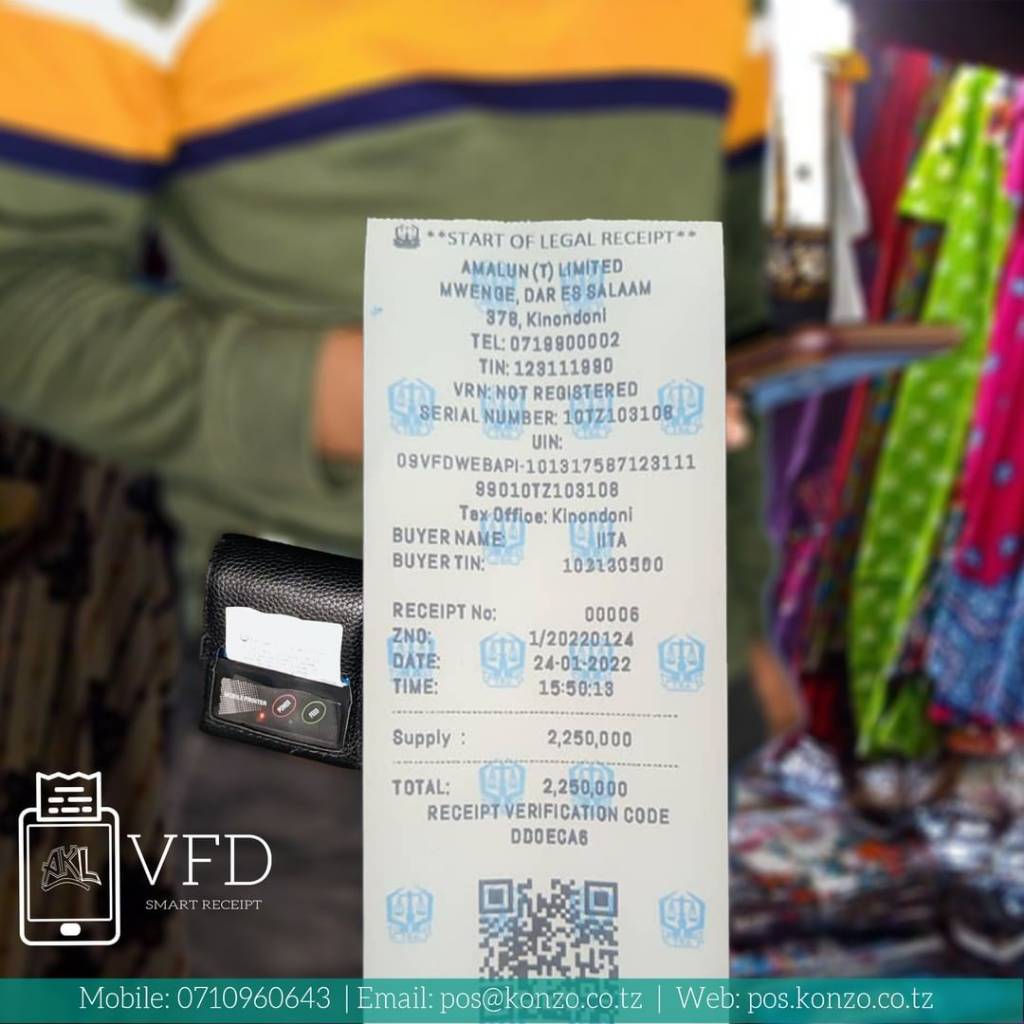 **START OF LEGAL RECEIPT**
AMALUN (T) LIMITED
MWENGE, DAR ES SALAAM
378, Kinondoni
TEL: 0719900002
TIN: 123111990
VRN: NOT REGISTERED
SERIAL NUMBER: 10TZ103108
UIN:
09VFDWEBAPI-101317587123111
99010TZ103108
Tax Office: Kinondoni
BUYER NAME: IITA
BUYER TIN: 103130500
RECEIPT No: 00006
ZNO: 1/20220124
DATE: 24-01-2022
TIME: 15:50:13
Supply : 2,250,000
TOTAL: 2,250,000
RECEIPT VERIFICATION CODE
DD0ECA6
MOBILE PRINTER
AKL
VFD
SMART RECEIPT
Mobile: 0710960643 | Email: pos@konzo.co.tz | Web: pos.konzo.co.tz